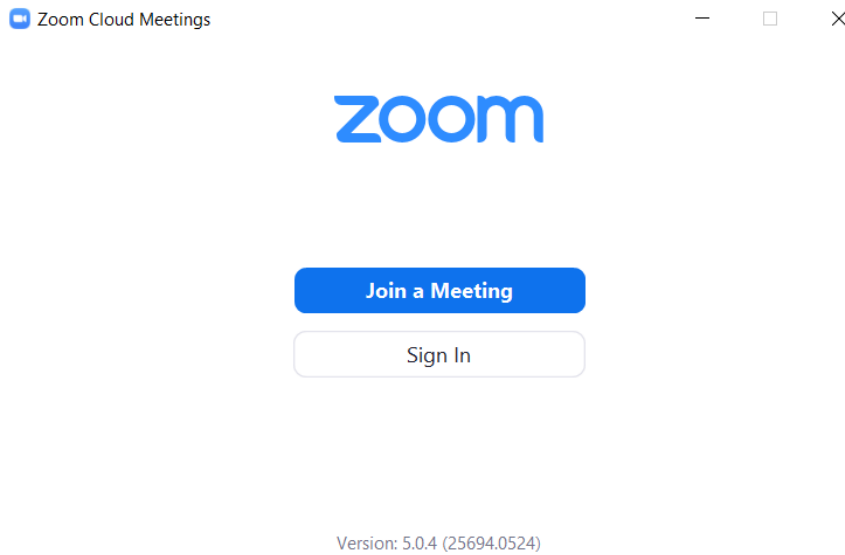 Zoom Cloud Meetings
zoom
Join a Meeting
Sign In
Version: 5.0.4 (25694.0524)